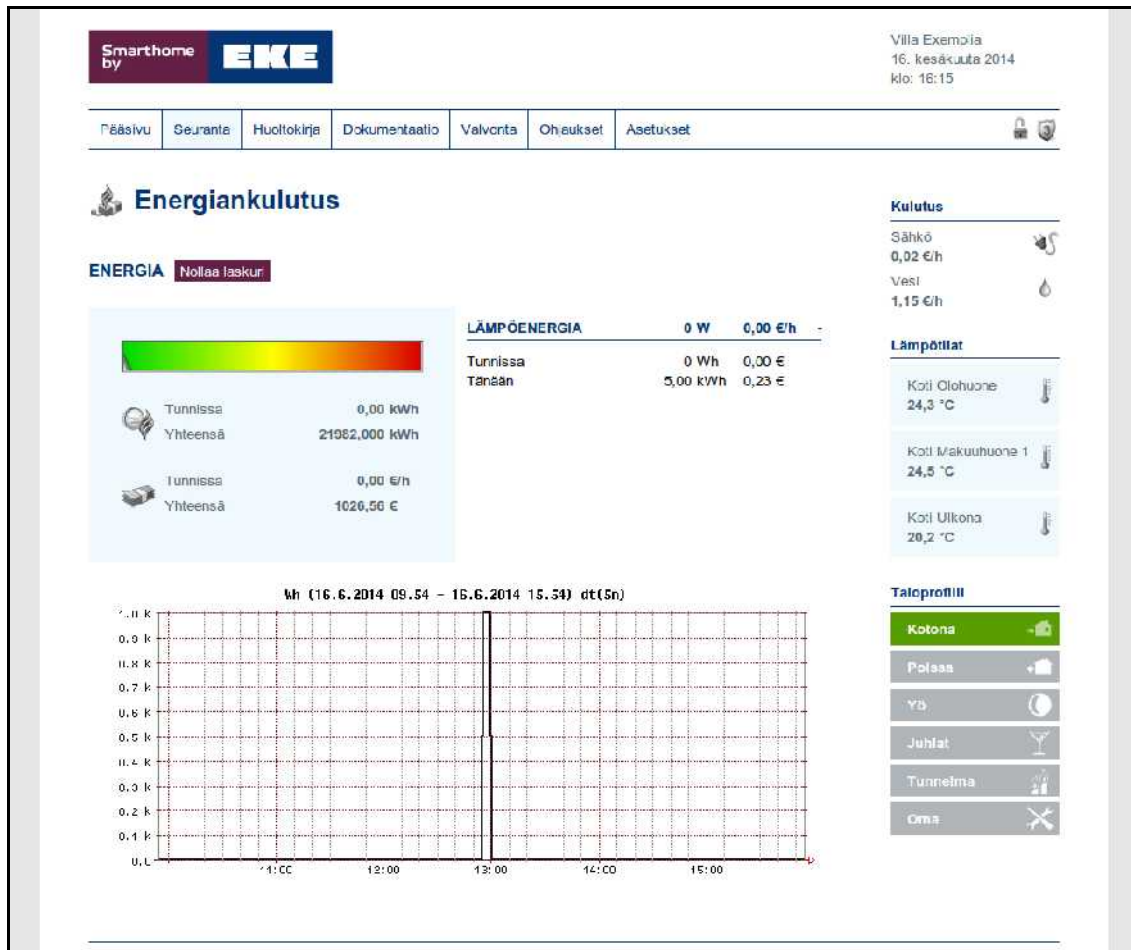 Smarthome
by
EKE
Villa Exempla
16. kesäkuuta 2014
klo: 16:15
Pääsivu Seuranta Huoltokirja Dokumentaatio Valvonta Ohjaukset Asetukset
Energiankulutus
ENERGIA Nollaa laskuri
Tunnissa 0,00 kWh
Yhteensä 21982,000 kWh
Tunnissa 0,00 €/h
Yhteensä 1026,56 €
LÄMPÖENERGIA 0 W 0,00 €/h -
Tunnissa 0 Wh 0,00 €
Tänään 5,00 kWh 0,23 €
Wh (16.6.2014 09.54 - 16.6.2014 15.54) dt(5m)
1.0 k
0.9 k
0.8 k
0.7 k
0.6 k
0.5 k
0.4 k
0.3 k
0.2 k
0.1 k
0.0
11:00 12:00 13:00 14:00 15:00
Kulutus
Sähkö
0,02 €/h
Vesi
1,15 €/h
Lämpötilat
Koti Olohuone
24,3 °C
Koti Makuuhuone 1
24,5 °C
Koti Ulkona
20,2 °C
Taloprofiili
Kotona
Poissa
Yö
Juhlat
Tunnelma
Oma